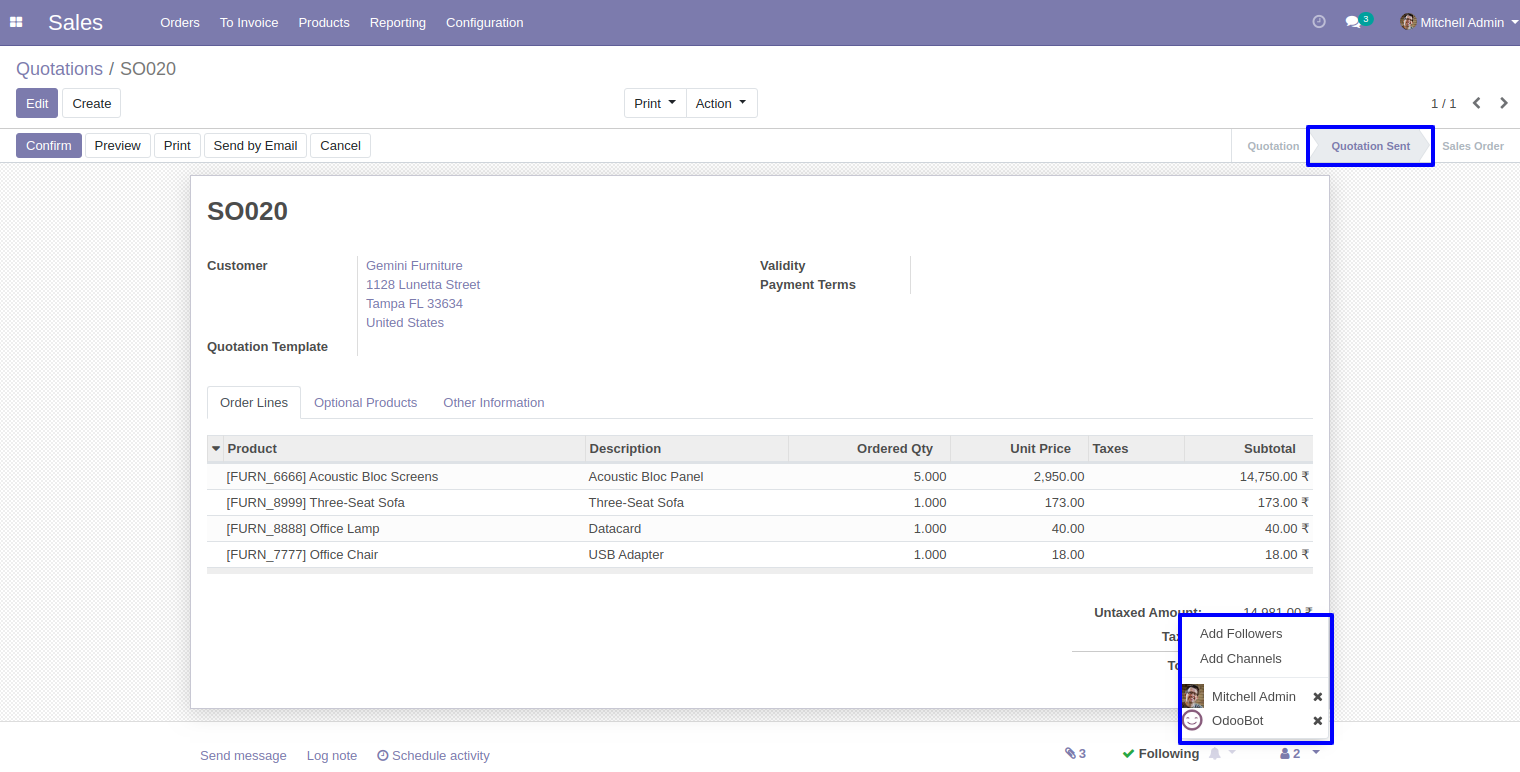 Sales Orders To Invoice Products Reporting Configuration 3 Mitchell Admin
Quotations / SO020
Edit Create Print Action 1 / 1
Confirm Preview Print Send by Email Cancel Quotation Quotation Sent Sales Order
SO020
Customer Gemini Furniture Validity
1128 Lunetta Street Payment Terms
Tampa FL 33634
United States
Quotation Template
Order Lines Optional Products Other Information
Product Description Ordered Qty Unit Price Taxes Subtotal
[FURN_6666] Acoustic Bloc Screens Acoustic Bloc Panel 5.000 2,950.00 14,750.00 ₹
[FURN_8999] Three-Seat Sofa Three-Seat Sofa 1.000 173.00 173.00 ₹
[FURN_8888] Office Lamp Datacard 1.000 40.00 40.00 ₹
[FURN_7777] Office Chair USB Adapter 1.000 18.00 18.00 ₹
Untaxed Amount: 14,981.00 ₹
Add Followers
Add Channels
Mitchell Admin
OdooBot
Send message Log note Schedule activity 3 Following 2